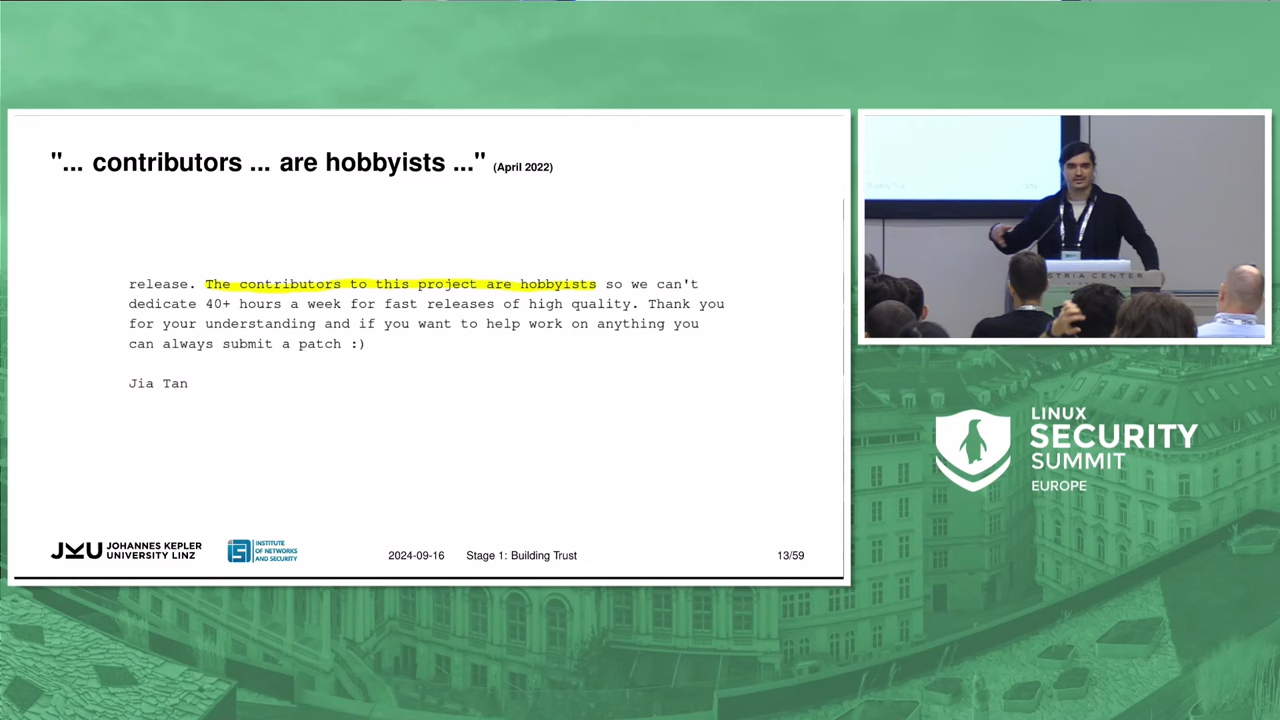 "... contributors ... are hobbyists ..." (April 2022)
release. The contributors to this project are hobbyists so we can't
dedicate 40+ hours a week for fast releases of high quality. Thank you
for your understanding and if you want to help work on anything you
can always submit a patch :)
Jia Tan
JKU JOHANNES KEPLER
UNIVERSITY LINZ
INSTITUTE
OF NETWORKS
AND SECURITY
2024-09-16 Stage 1: Building Trust 13/59
CENTER
LINUX
SECURITY
SUMMIT
EUROPE